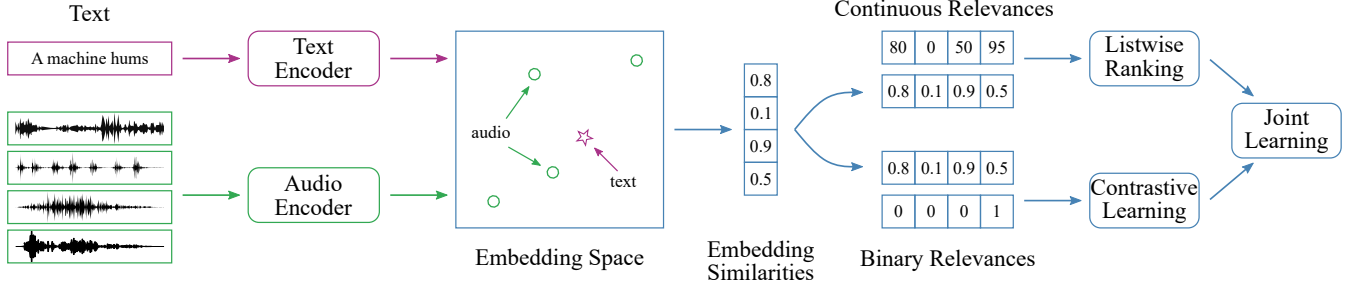 Text
A machine hums
Text
Encoder
Audio
Encoder
audio
text
Embedding Space
0.8
0.1
0.9
0.5
Embedding
Similarities
Continuous Relevances
80 0 50 95
0.8 0.1 0.9 0.5
0.8 0.1 0.9 0.5
0 0 0 1
Binary Relevances
Listwise
Ranking
Contrastive
Learning
Joint
Learning